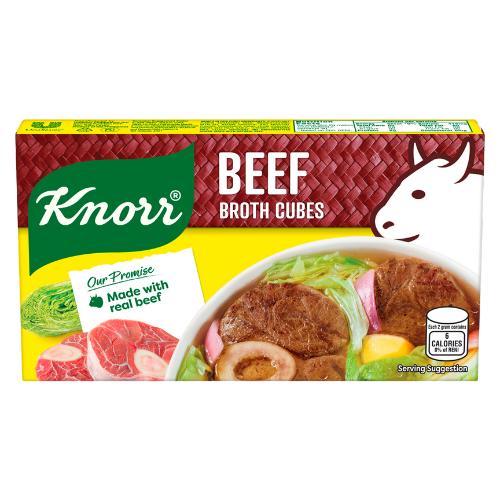 BEEF
BROTH CUBES
Knorr®
Our Promise
Made with
real beef
Each 2 gram contains
6
CALORIES
0% of RENI
Serving Suggestion